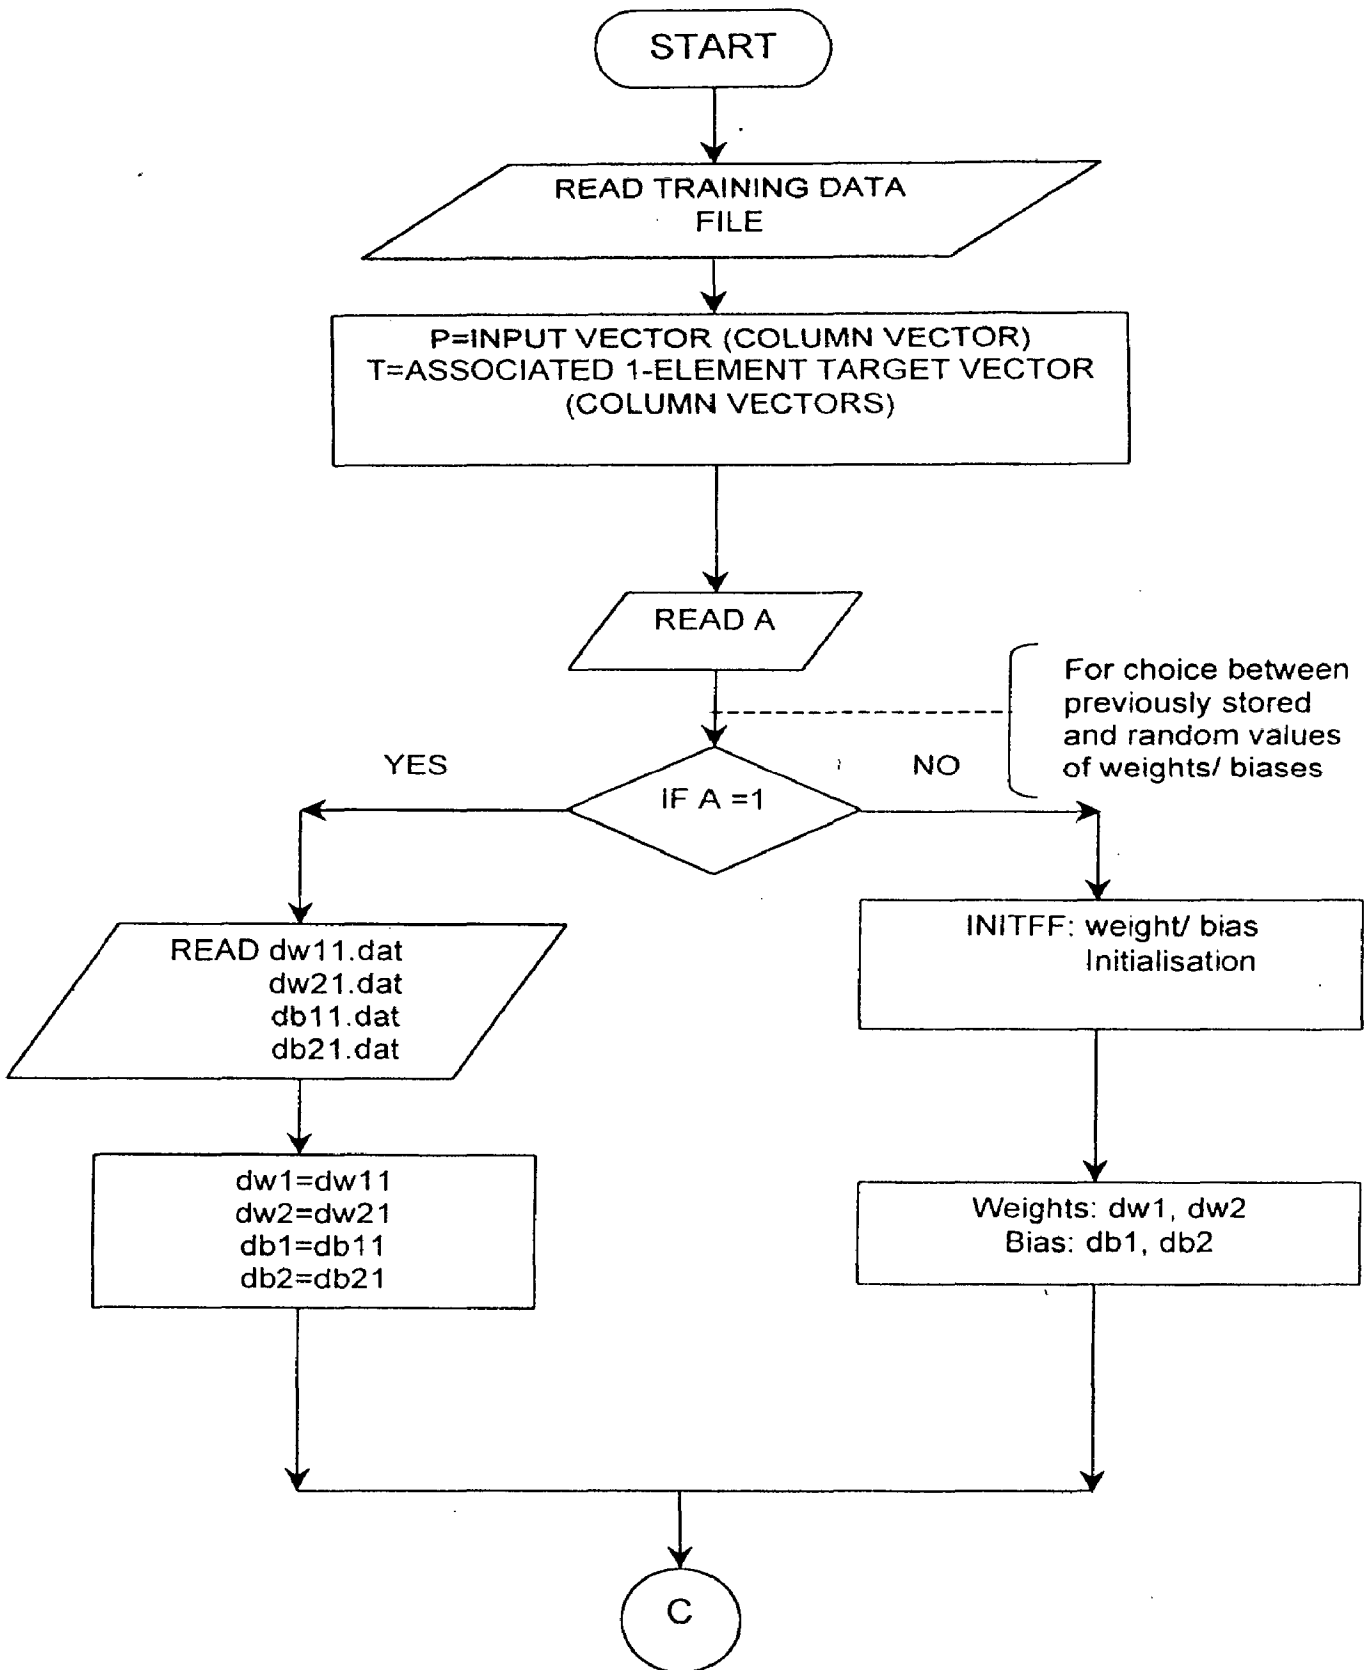 START
READ TRAINING DATA
FILE
P=INPUT VECTOR (COLUMN VECTOR)
T=ASSOCIATED 1-ELEMENT TARGET VECTOR
(COLUMN VECTORS)
READ A
For choice between
previously stored
and random values
of weights/ biases
YES
NO
IF A =1
READ dw11.dat
dw21.dat
db11.dat
db21.dat
INITFF: weight/ bias
Initialisation
dw1=dw11
dw2=dw21
db1=db11
db2=db21
Weights: dw1, dw2
Bias: db1, db2
C